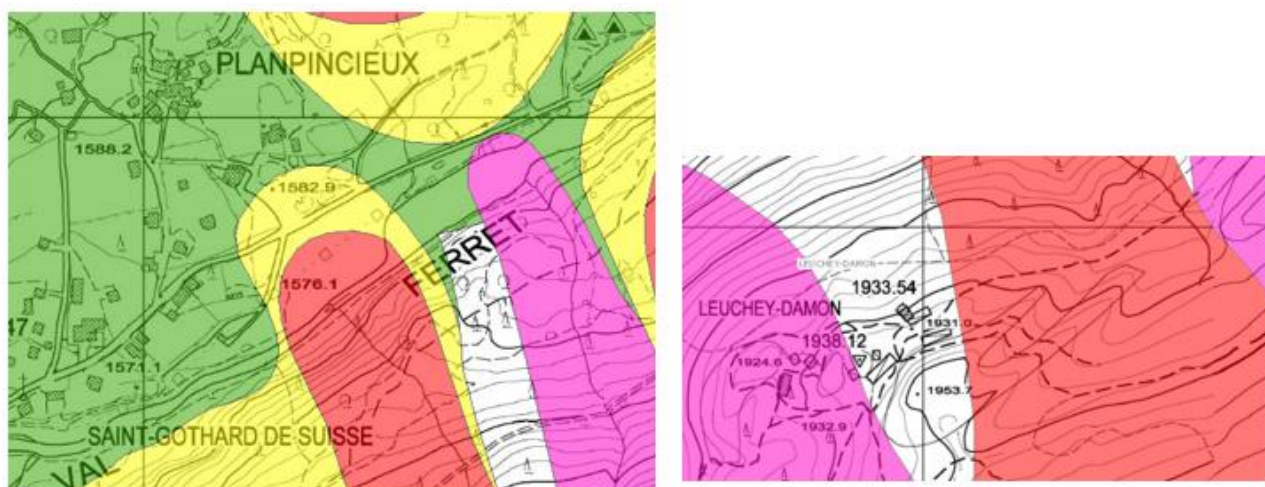 PLANPINCIEUX
1588.2
1582.9
FERRET
1576.1
47
1571.1
SAINT-GOTHARD DE SUISSE
VAL
LEUCHEY-DAMON
1933.54
LEUCHEY-DAMON
1931.0
1938.12
1924.6
1953.7
1932.9